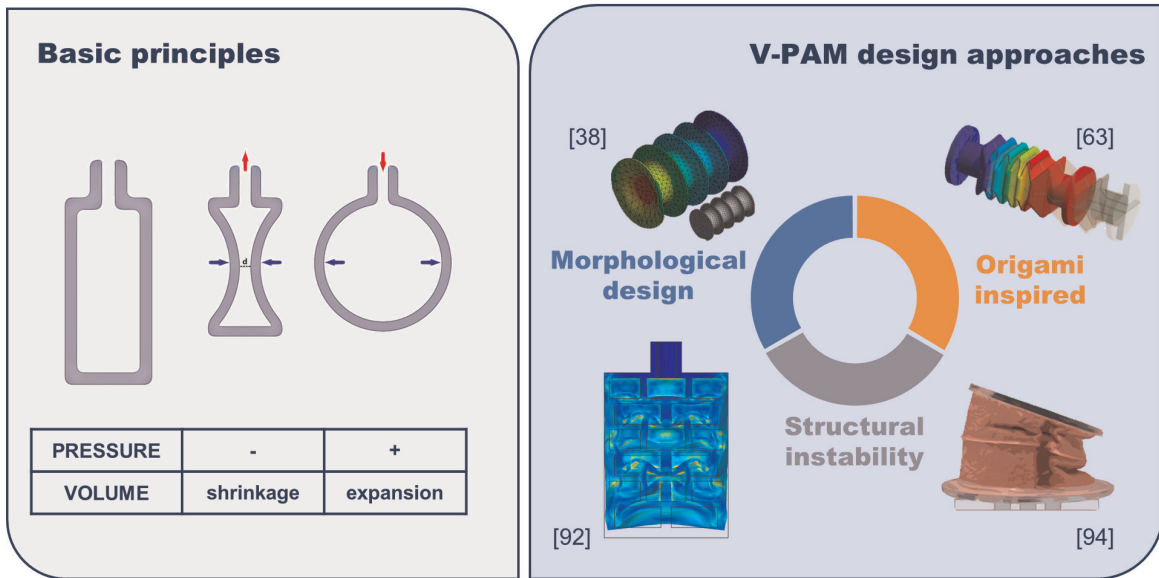 Basic principles
d
PRESSURE - +
VOLUME shrinkage expansion
V-PAM design approaches
[38]
[63]
Morphological
design
Origami
inspired
Structural
instability
[92]
[94]